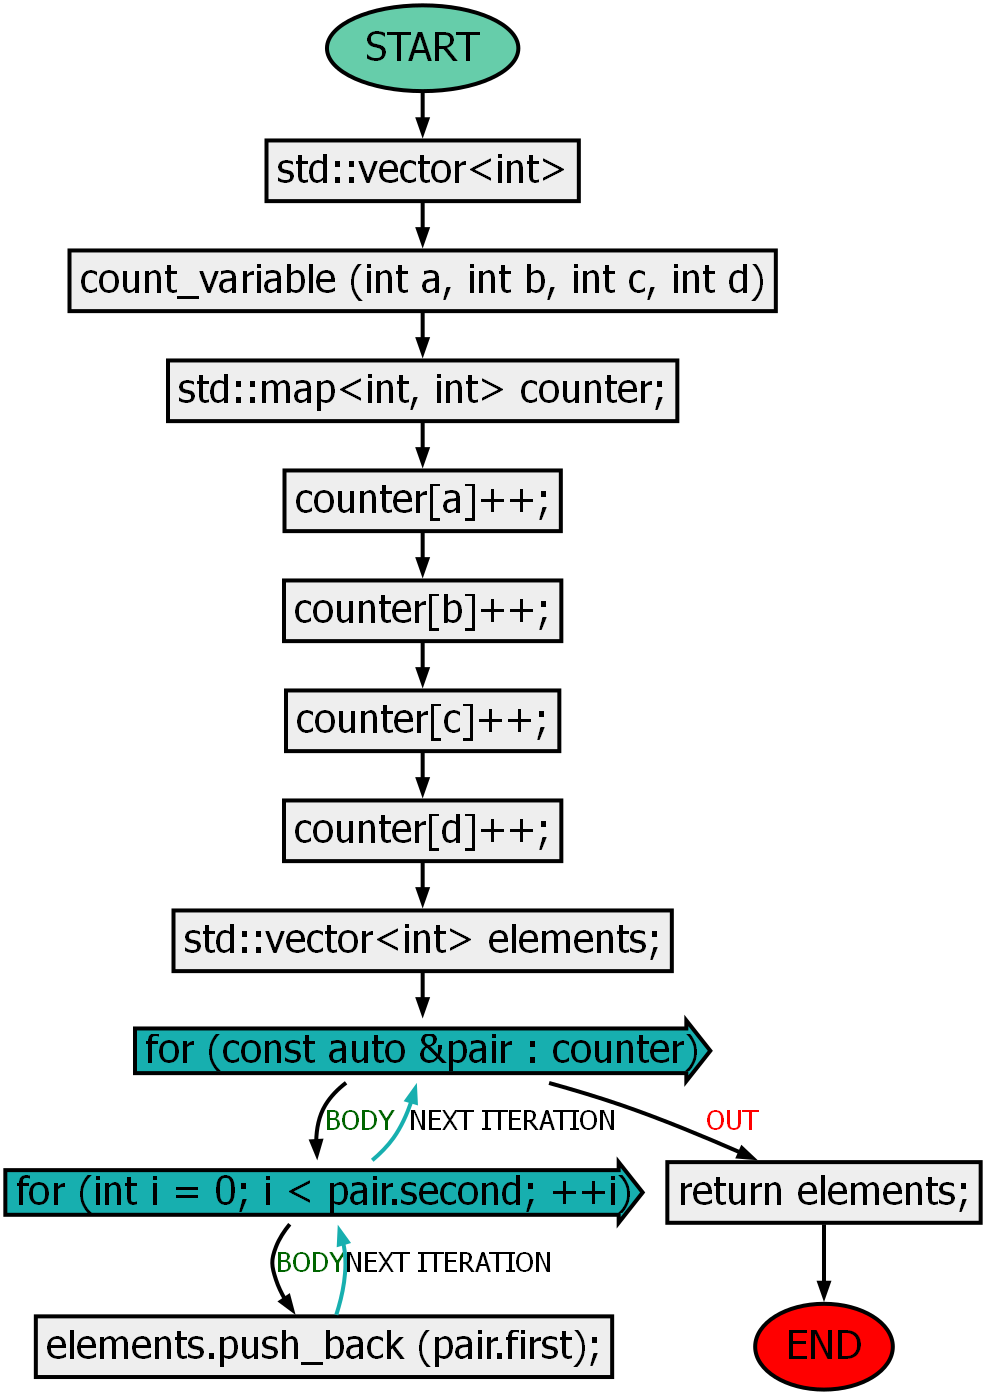 START
std::vector<int>
count_variable (int a, int b, int c, int d)
std::map<int, int> counter;
counter[a]++;
counter[b]++;
counter[c]++;
counter[d]++;
std::vector<int> elements;
for (const auto &pair : counter)
BODY
NEXT ITERATION
OUT
for (int i = 0; i < pair.second; ++i)
return elements;
BODY
NEXT ITERATION
elements.push_back (pair.first);
END